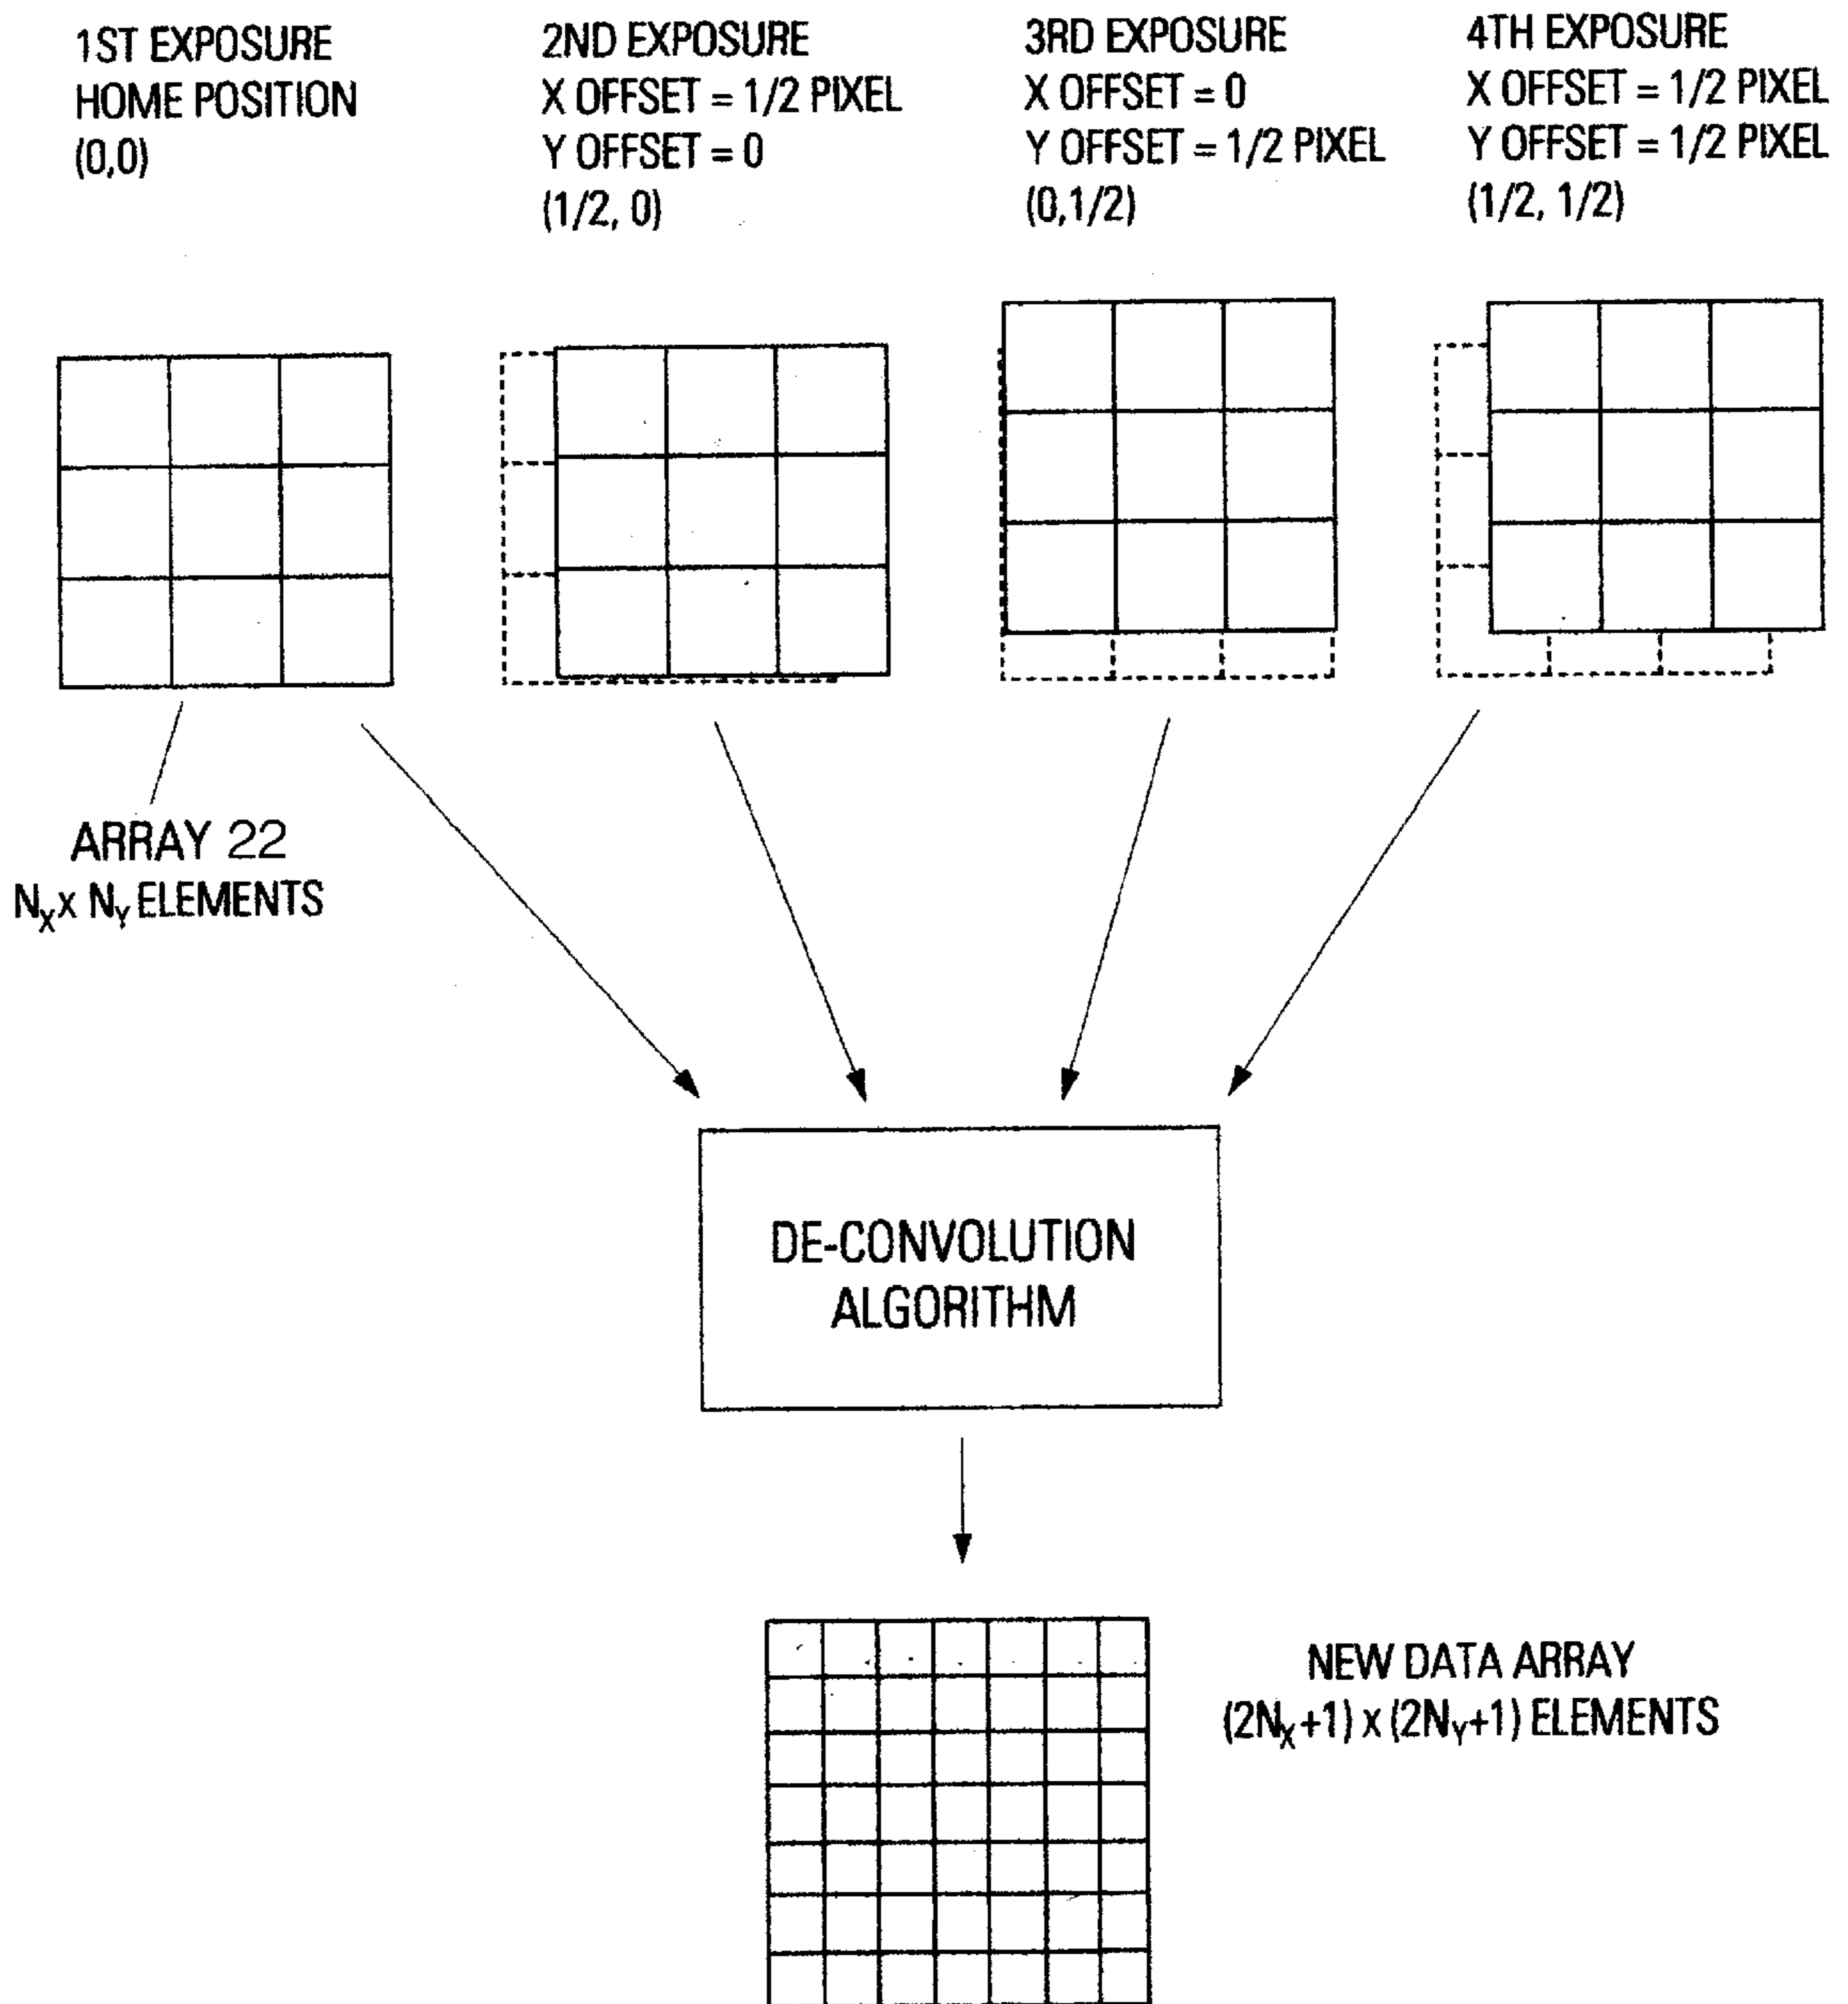 1ST EXPOSURE
HOME POSITION
(0,0)
2ND EXPOSURE
X OFFSET = 1/2 PIXEL
Y OFFSET = 0
(1/2, 0)
3RD EXPOSURE
X OFFSET = 0
Y OFFSET = 1/2 PIXEL
(0,1/2)
4TH EXPOSURE
X OFFSET = 1/2 PIXEL
Y OFFSET = 1/2 PIXEL
(1/2, 1/2)
ARRAY 22
NX x NY ELEMENTS
DE-CONVOLUTION
ALGORITHM
NEW DATA ARRAY
(2NX+1) x (2NY+1) ELEMENTS